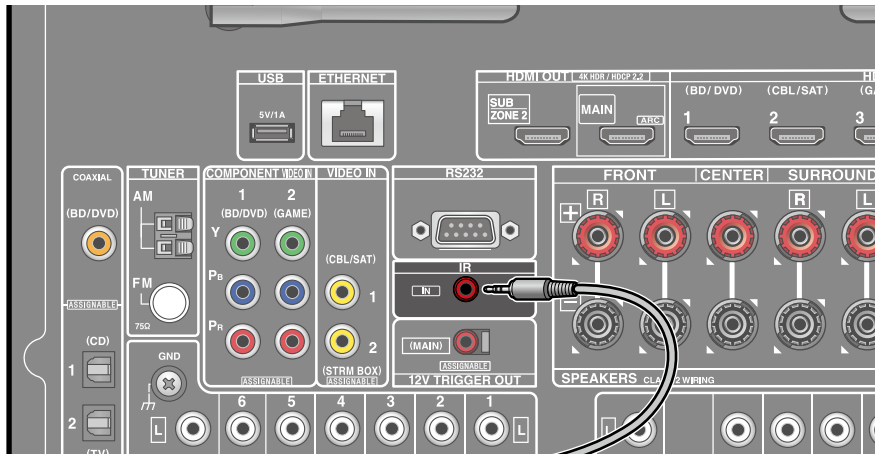 USB
ETHERNET
HDMI OUT
4K HDR / HDCP 2.2
5V/1A
SUB
ZONE 2
MAIN
ARC
(BD/ DVD)
1
(CBL/SAT)
2
3
COAXIAL
(BD/DVD)
ASSIGNABLE
TUNER
AM
FM
75Ω
COMPONENT VIDEO IN
1
2
(BD/DVD)
(GAME)
Y
PB
PR
ASSIGNABLE
VIDEO IN
(CBL/SAT)
1
2
(STRM BOX)
ASSIGNABLE
RS232
IR
IN
(MAIN)
ASSIGNABLE
12V TRIGGER OUT
FRONT
CENTER
SURROUND
R
L
R
L
+
−
SPEAKERS
WIRING
(CD)
1
2
(TV)
GND
6
5
4
3
2
1
L
L
L